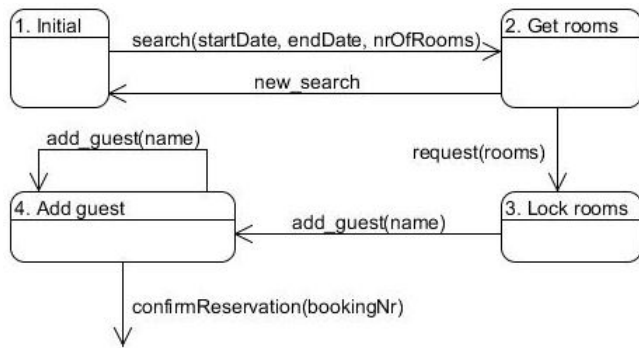 1. Initial
search(startDate, endDate, nrOfRooms)
2. Get rooms
new_search
add_guest(name)
request(rooms)
4. Add guest
add_guest(name)
3. Lock rooms
confirmReservation(bookingNr)